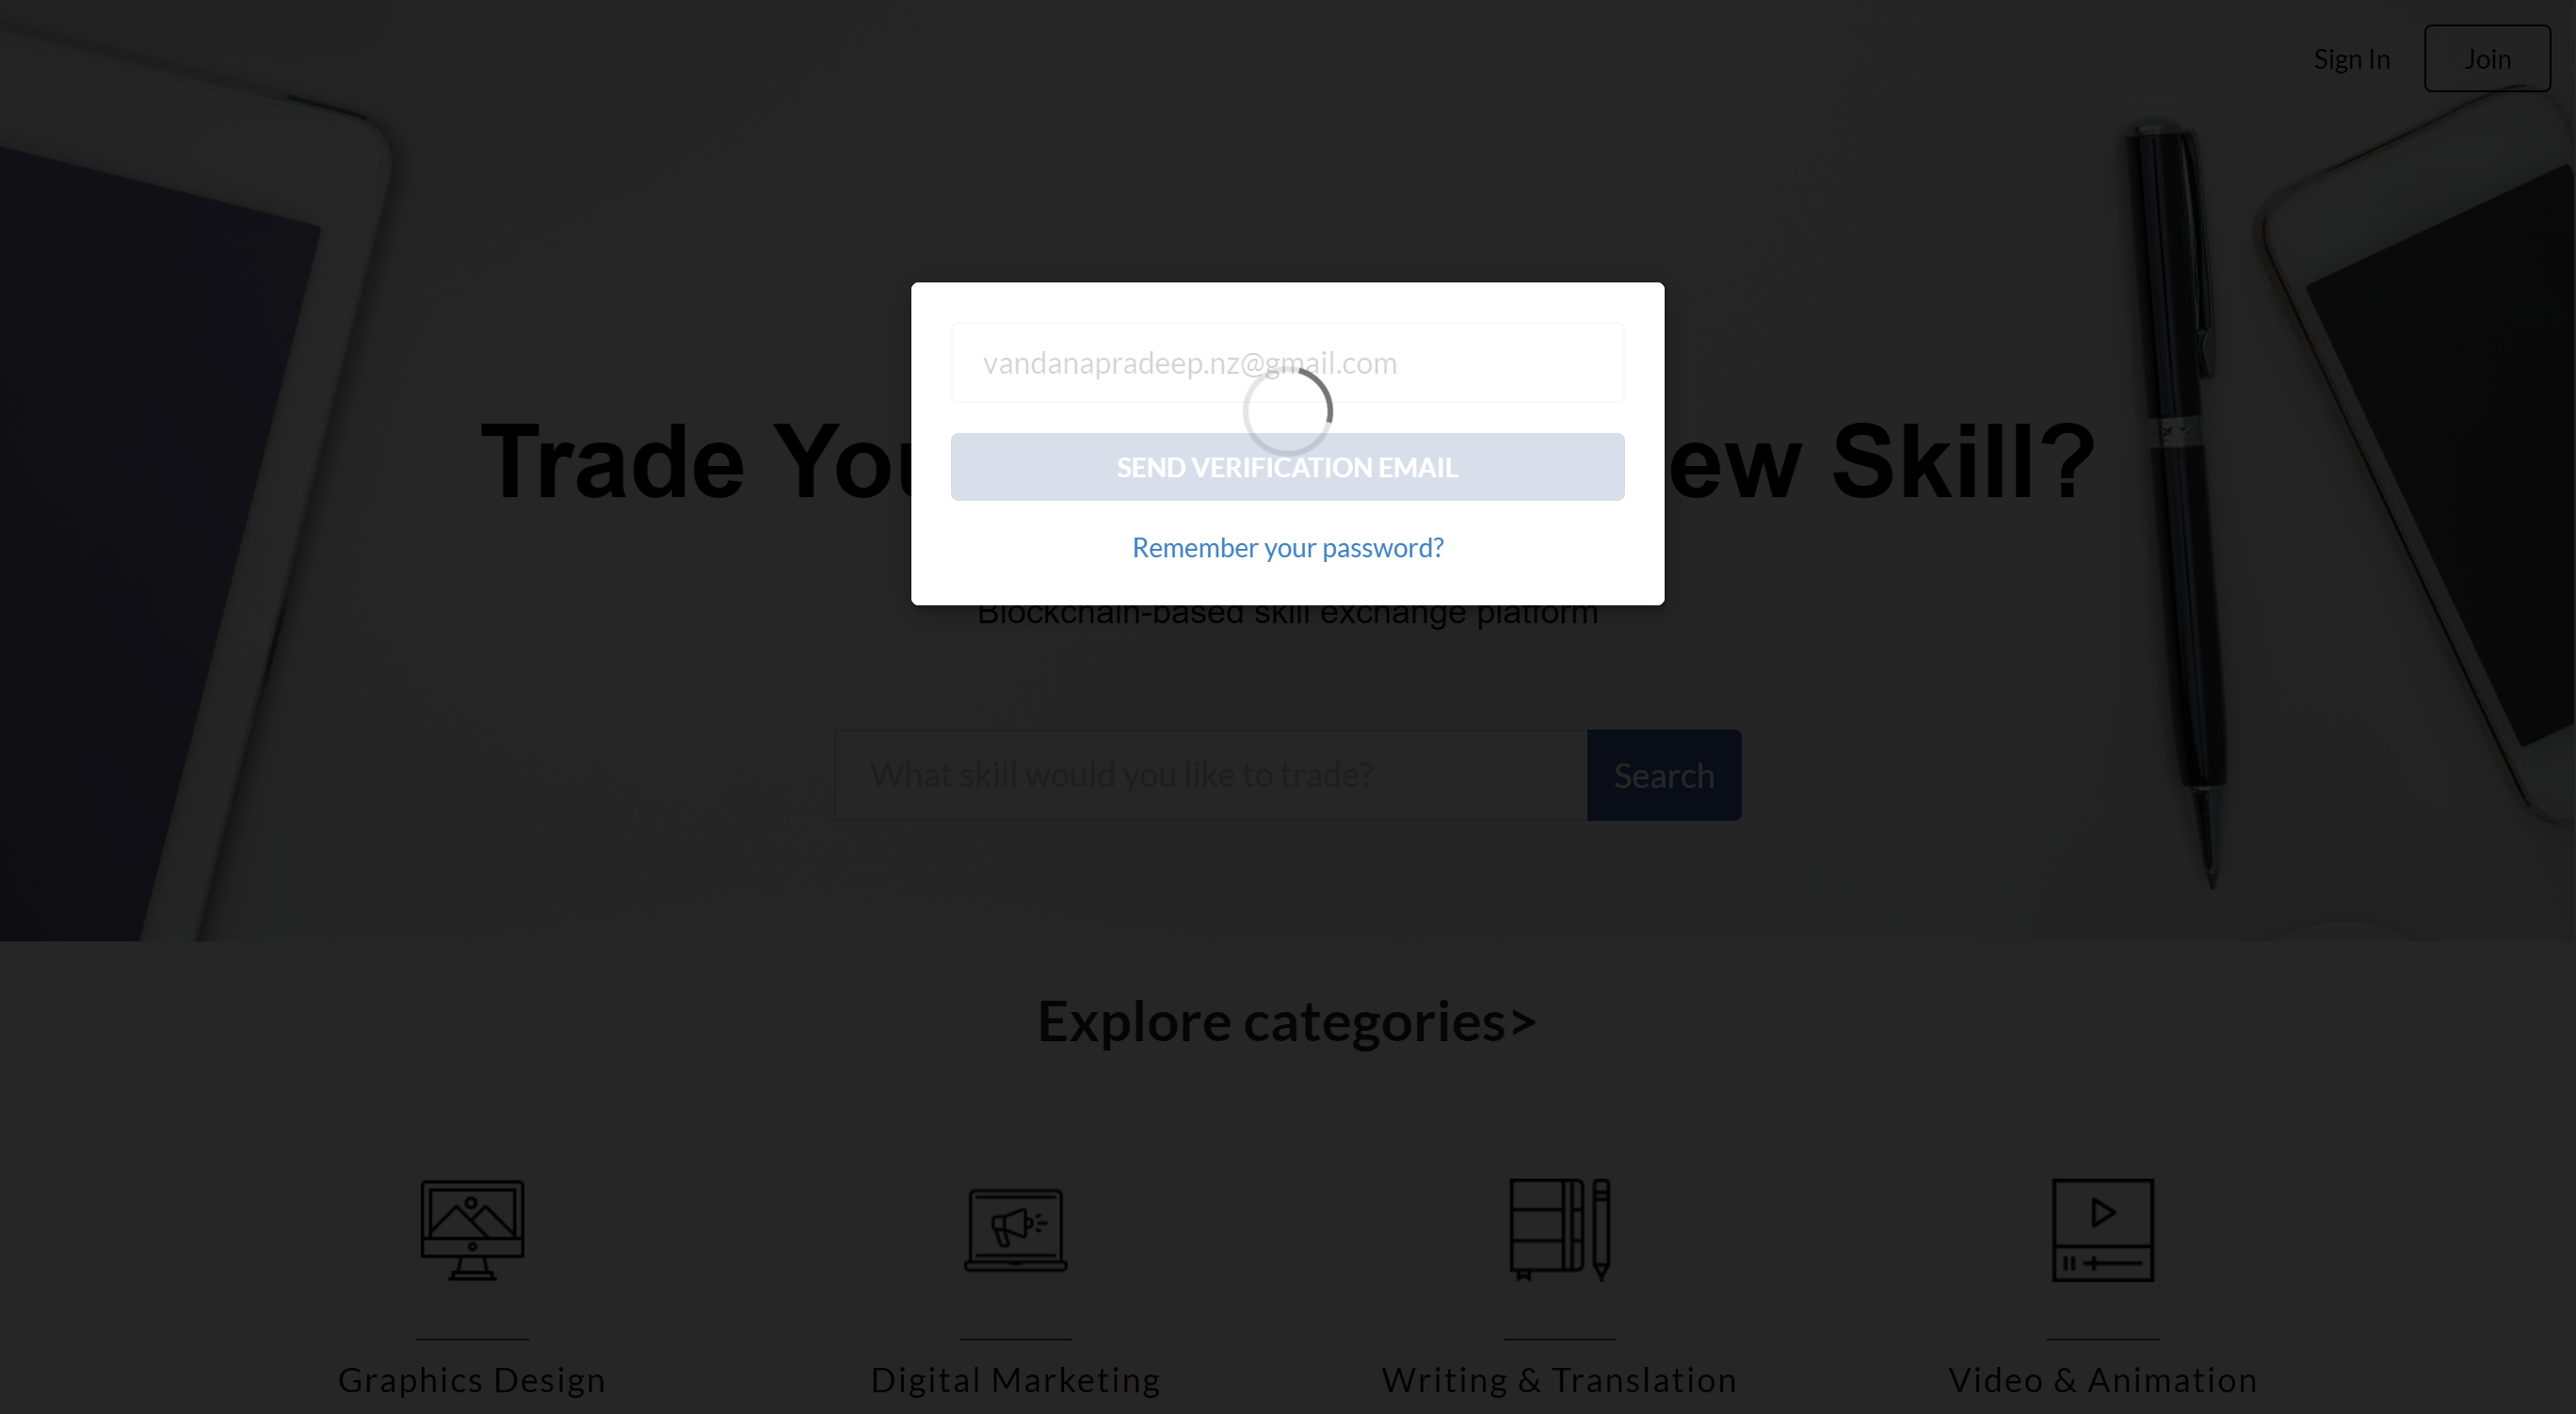 Sign In
Join
vandanapradeep.nz@gmail.com
Trade You
ew Skill?
SEND VERIFICATION EMAIL
Remember your password?
Blockchain-based skill exchange platform
What skill would you like to trade?
Search
Explore categories>
Graphics Design
Digital Marketing
Writing & Translation
Video & Animation